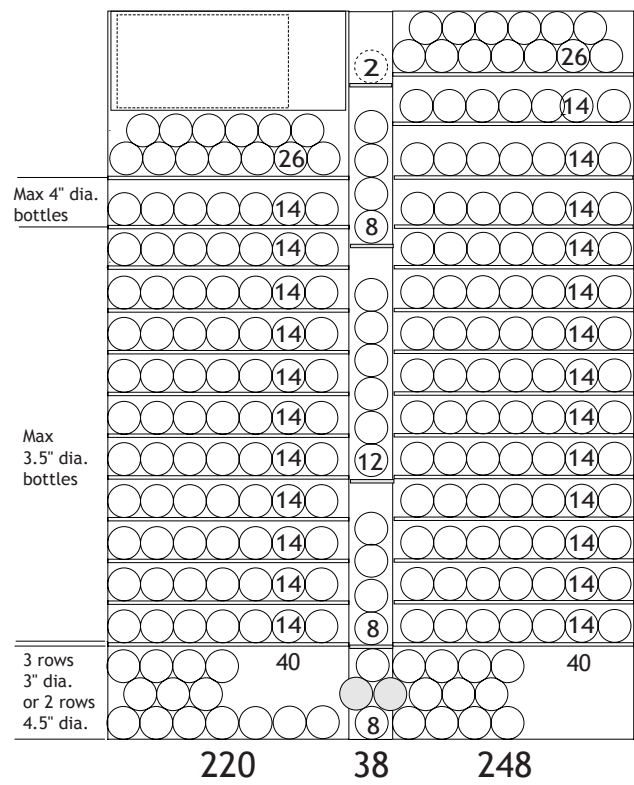 2 26
14
26 14
Max 4" dia.
bottles 14 14
8
14 14
14 14
14 14
14 14
14 14
Max
3.5" dia. 14 12 14
bottles
14 14
14 14
14 14
14 8 14
3 rows 40 40
3" dia.
or 2 rows
4.5" dia. 8
220 38 248